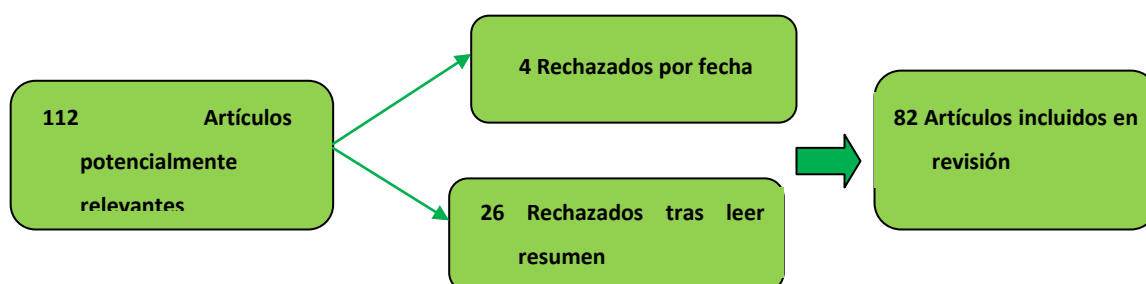 112 Artículos
potencialmente
relevantes
4 Rechazados por fecha
26 Rechazados tras leer
resumen
82 Artículos incluidos en
revisión